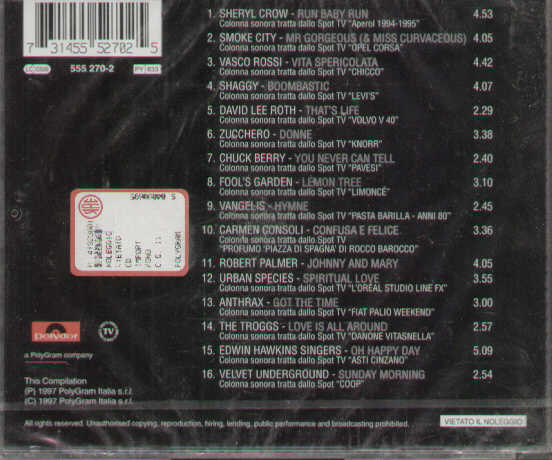 7 31455 52702 5
LC 0309
555 270-2
PY 833
1. SHERYL CROW - RUN BABY RUN 4.53
Colonna sonora tratta dallo Spot TV "Aperol 1994-1995"
2. SMOKE CITY - MR GORGEOUS (& MISS CURVACEOUS) 4.05
Colonna sonora tratta dallo Spot TV "OPEL CORSA"
3. VASCO ROSSI - VITA SPERICOLATA 4.42
Colonna sonora tratta dallo Spot TV "CHICCO"
4. SHAGGY - BOOMBASTIC 4.07
Colonna sonora tratta dallo Spot TV "LEVI'S"
5. DAVID LEE ROTH - THAT'S LIFE 2.29
Colonna sonora tratta dallo Spot TV "VOLVO V 40"
6. ZUCCHERO - DONNE 3.38
Colonna sonora tratta dallo Spot TV "KNORR"
7. CHUCK BERRY - YOU NEVER CAN TELL 2.40
Colonna sonora tratta dallo Spot TV "PAVESI"
8. FOOL'S GARDEN - LEMON TREE 3.10
Colonna sonora tratta dallo Spot TV "LIMONCÈ"
9. VANGELIS - HYMNE 2.45
Colonna sonora tratta dallo Spot TV "PASTA BARILLA - ANNI 80"
10. CARMEN CONSOLI - CONFUSA E FELICE 3.36
Colonna sonora tratta dallo Spot TV
"PROFUMO 'PIAZZA DI SPAGNA DI ROCCO BAROCCO"
11. ROBERT PALMER - JOHNNY AND MARY 4.05
12. URBAN SPECIES - SPIRITUAL LOVE 3.55
Colonna sonora tratta dallo Spot TV "L'ORÉAL STUDIO LINE FX"
13. ANTHRAX - GOT THE TIME 3.00
Colonna sonora tratta dallo Spot TV "FIAT PALIO WEEKEND"
14. THE TROGGS - LOVE IS ALL AROUND 2.57
Colonna sonora tratta dallo Spot TV "DANONE VITASNELLA"
15. EDWIN HAWKINS SINGERS - OH HAPPY DAY 5.09
Colonna sonora tratta dallo Spot TV "ASTI CINZANO"
16. VELVET UNDERGROUND - SUNDAY MORNING 2.54
Colonna sonora tratta dallo Spot "COOP"
NOLEGGIO
VIETATO
CD
IMPORT
C.G. 11
POLYGRAM
Polydor
TV
a PolyGram company
This Compilation
(P) 1997 PolyGram Italia s.r.l.
(C) 1997 PolyGram Italia s.r.l.
All rights reserved. Unauthorised copying, reproduction, hiring, lending, public performance and broadcasting prohibited.
VIETATO IL NOLEGGIO